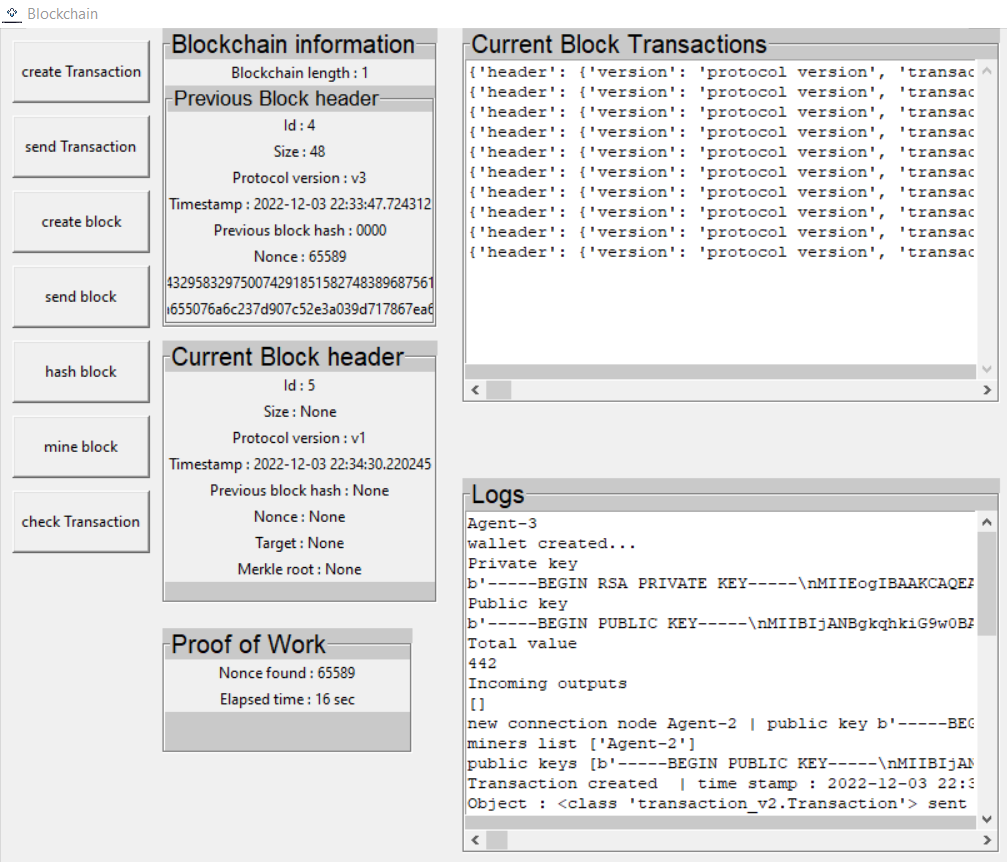 Blockchain
create Transaction
send Transaction
create block
send block
hash block
mine block
check Transaction
Blockchain information
Blockchain length : 1
Previous Block header
Id : 4
Size : 48
Protocol version : v3
Timestamp : 2022-12-03 22:33:47.724312
Previous block hash : 0000
Nonce : 65589
43295832975007429185158274838968756​1
655076a6c237d907c52e3a039d717867ea6
Current Block header
Id : 5
Size : None
Protocol version : v1
Timestamp : 2022-12-03 22:34:30.220245
Previous block hash : None
Nonce : None
Target : None
Merkle root : None
Proof of Work
Nonce found : 65589
Elapsed time : 16 sec
Current Block Transactions
{'header': {'version': 'protocol version', 'transac
{'header': {'version': 'protocol version', 'transac
{'header': {'version': 'protocol version', 'transac
{'header': {'version': 'protocol version', 'transac
{'header': {'version': 'protocol version', 'transac
{'header': {'version': 'protocol version', 'transac
{'header': {'version': 'protocol version', 'transac
{'header': {'version': 'protocol version', 'transac
{'header': {'version': 'protocol version', 'transac
{'header': {'version': 'protocol version', 'transac
Logs
Agent-3
wallet created...
Private key
b'-----BEGIN RSA PRIVATE KEY-----\nMIIEogIBAAKCAQEA
Public key
b'-----BEGIN PUBLIC KEY-----\nMIIBIjANBgkqhkiG9w0BA
Total value
442
Incoming outputs
[]
new connection node Agent-2 | public key b'-----BEG
miners list ['Agent-2']
public keys [b'-----BEGIN PUBLIC KEY-----\nMIIBIjAN
Transaction created  | time stamp : 2022-12-03 22:3
Object : <class 'transaction_v2.Transaction'> sent